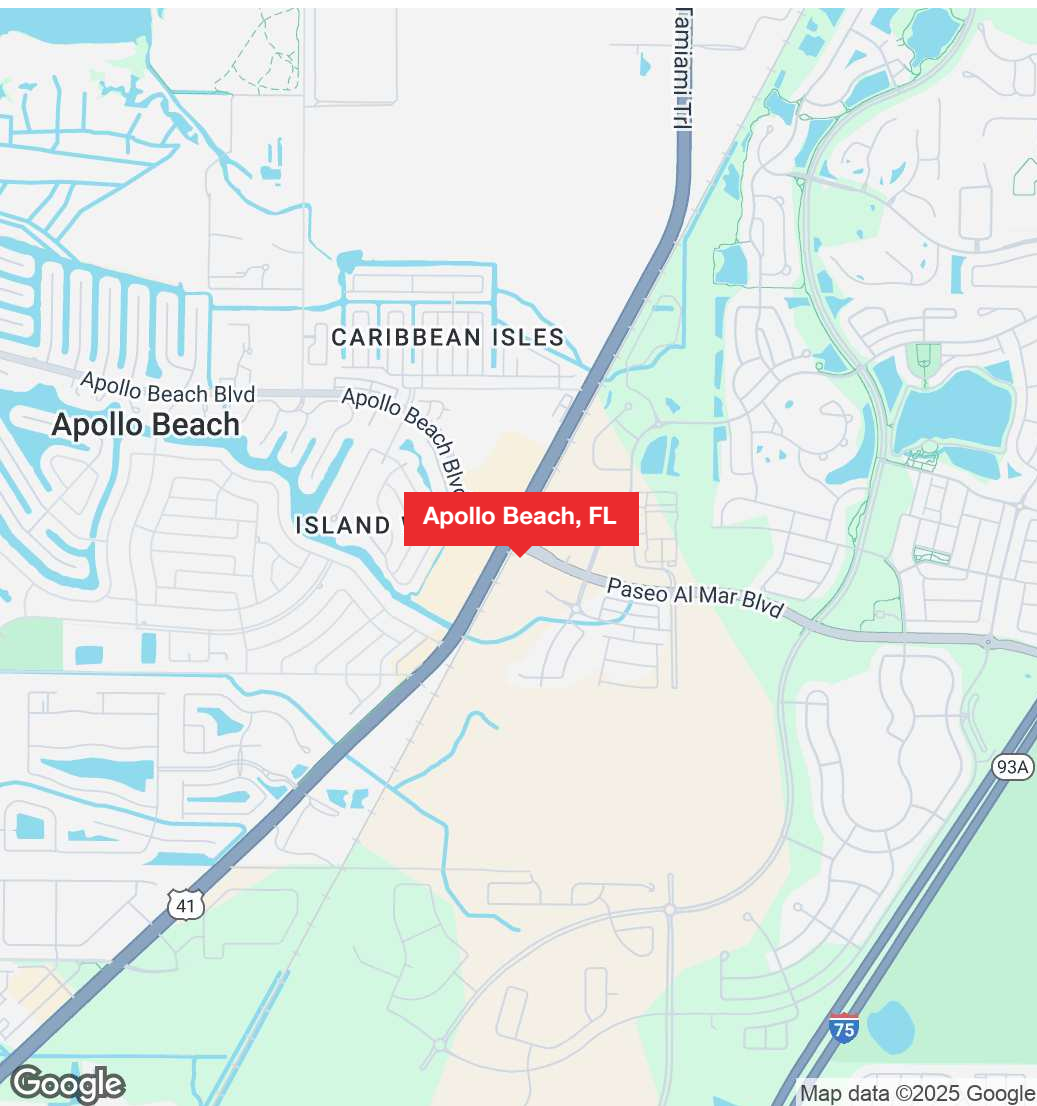 Tamiami Trl
CARIBBEAN ISLES
Apollo Beach Blvd
Apollo Beach Blvd
Apollo Beach
ISLAND
Apollo Beach, FL
Paseo Al Mar Blvd
93A
41
75
Google
Map data ©2025 Google